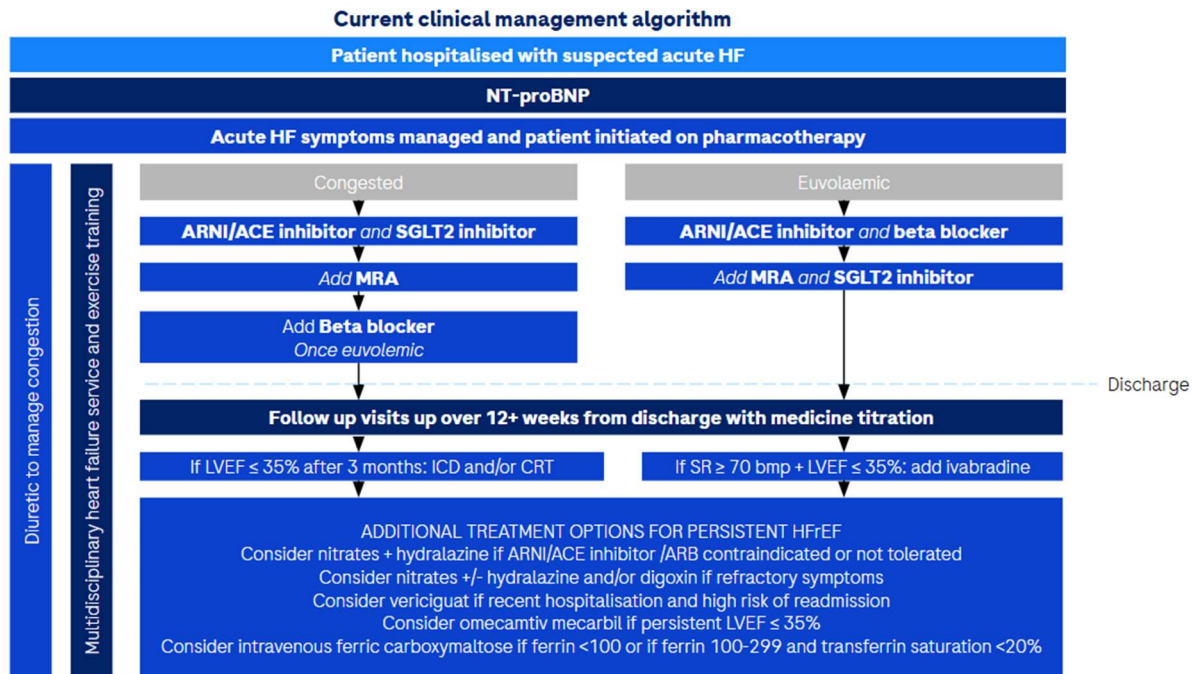 Current clinical management algorithm
Patient hospitalised with suspected acute HF
NT-proBNP
Acute HF symptoms managed and patient initiated on pharmacotherapy
Diuretic to manage congestion
Multidisciplinary heart failure service and exercise training
Congested
ARNI/ACE inhibitor and SGLT2 inhibitor
Add MRA
Add Beta blocker
Once euvolemic
Euvolaemic
ARNI/ACE inhibitor and beta blocker
Add MRA and SGLT2 inhibitor
Discharge
Follow up visits up over 12+ weeks from discharge with medicine titration
If LVEF ≤ 35% after 3 months: ICD and/or CRT
If SR ≥ 70 bmp + LVEF ≤ 35%: add ivabradine
ADDITIONAL TREATMENT OPTIONS FOR PERSISTENT HFrEF
Consider nitrates + hydralazine if ARNI/ACE inhibitor /ARB contraindicated or not tolerated
Consider nitrates +/- hydralazine and/or digoxin if refractory symptoms
Consider vericiguat if recent hospitalisation and high risk of readmission
Consider omecamtiv mecarbil if persistent LVEF ≤ 35%
Consider intravenous ferric carboxymaltose if ferrin <100 or if ferrin 100-299 and transferrin saturation <20%